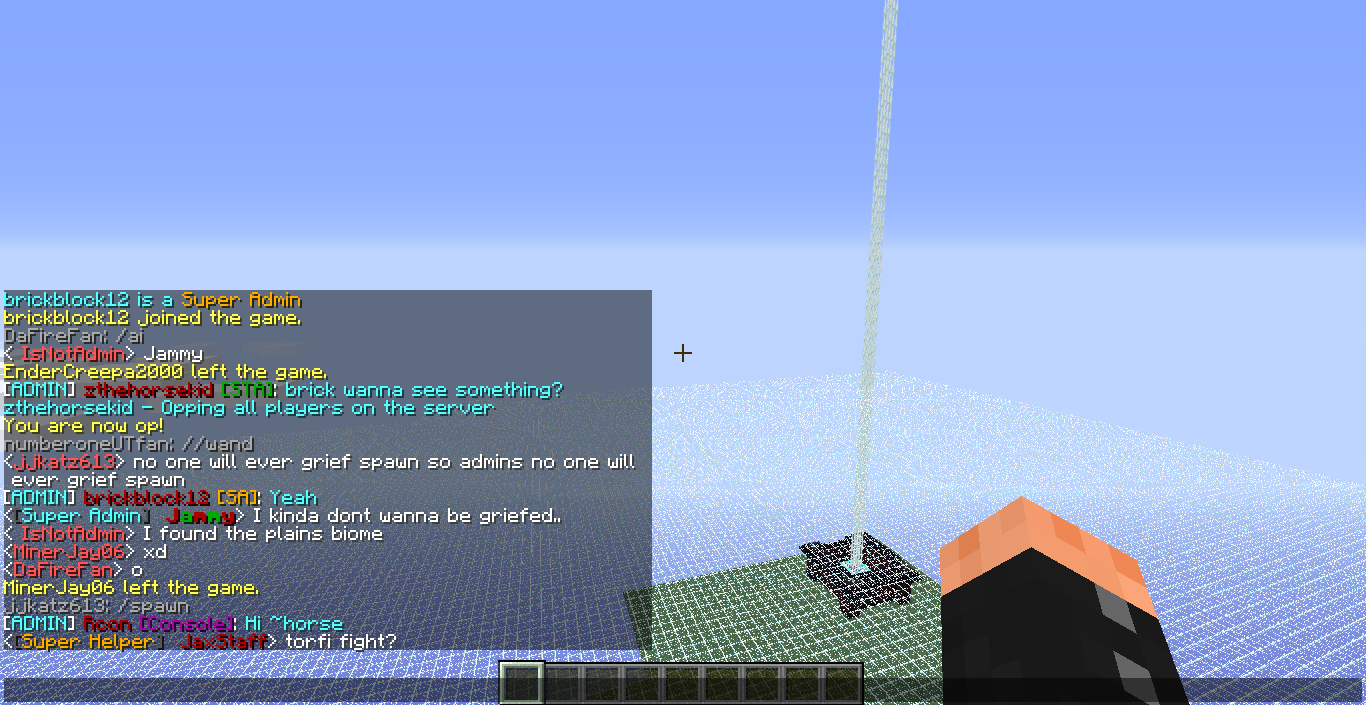 brickblock12 is a Super Admin
brickblock12 joined the game.
DaFireFan: /ai
< IsNotAdmin> Jammy
EnderCreepa2000 left the game.
[ADMIN] zthehorsekid [STA]: brick wanna see something?
zthehorsekid - Opping all players on the server
You are now op!
numberoneUTfan: //wand
<jjkatz613> no one will ever grief spawn so admins no one will
ever grief spawn
[ADMIN] brickblock12 [SA]: Yeah
<[Super Admin] Jammy> I kinda dont wanna be griefed..
< IsNotAdmin> I found the plains biome
<MinerJay06> xd
<DaFireFan> o
MinerJay06 left the game.
jjkatz613: /spawn
[ADMIN] Roon [Console]: Hi ~horse
<[Super Helper] JaxStaff> torfi fight?